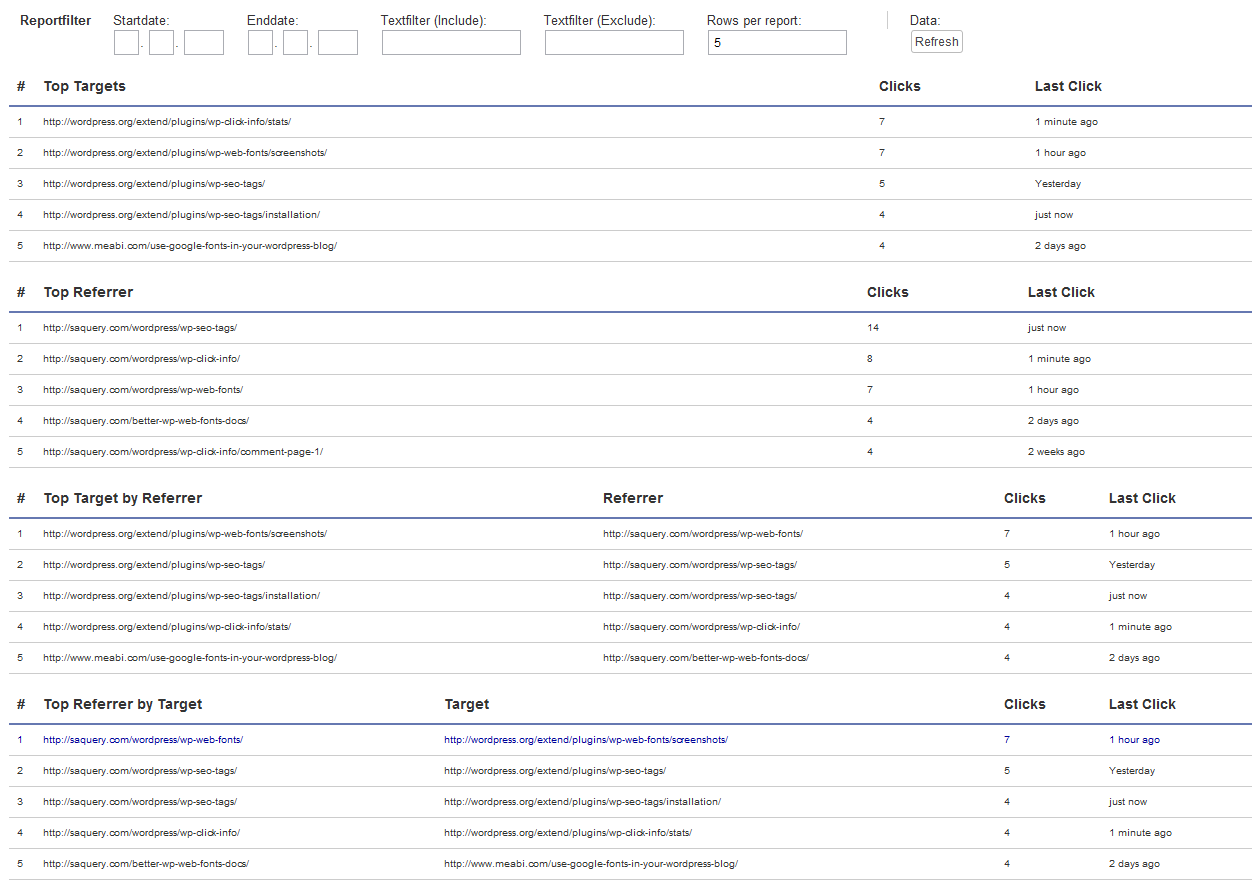 Reportfilter Startdate: Enddate: Textfilter (Include): Textfilter (Exclude): Rows per report: Data:
. . . . 5 Refresh
# Top Targets Clicks Last Click
1 http://wordpress.org/extend/plugins/wp-click-info/stats/ 7 1 minute ago
2 http://wordpress.org/extend/plugins/wp-web-fonts/screenshots/ 7 1 hour ago
3 http://wordpress.org/extend/plugins/wp-seo-tags/ 5 Yesterday
4 http://wordpress.org/extend/plugins/wp-seo-tags/installation/ 4 just now
5 http://www.meabi.com/use-google-fonts-in-your-wordpress-blog/ 4 2 days ago
# Top Referrer Clicks Last Click
1 http://saquery.com/wordpress/wp-seo-tags/ 14 just now
2 http://saquery.com/wordpress/wp-click-info/ 8 1 minute ago
3 http://saquery.com/wordpress/wp-web-fonts/ 7 1 hour ago
4 http://saquery.com/better-wp-web-fonts-docs/ 4 2 days ago
5 http://saquery.com/wordpress/wp-click-info/comment-page-1/ 4 2 weeks ago
# Top Target by Referrer Referrer Clicks Last Click
1 http://wordpress.org/extend/plugins/wp-web-fonts/screenshots/ http://saquery.com/wordpress/wp-web-fonts/ 7 1 hour ago
2 http://wordpress.org/extend/plugins/wp-seo-tags/ http://saquery.com/wordpress/wp-seo-tags/ 5 Yesterday
3 http://wordpress.org/extend/plugins/wp-seo-tags/installation/ http://saquery.com/wordpress/wp-seo-tags/ 4 just now
4 http://wordpress.org/extend/plugins/wp-click-info/stats/ http://saquery.com/wordpress/wp-click-info/ 4 1 minute ago
5 http://www.meabi.com/use-google-fonts-in-your-wordpress-blog/ http://saquery.com/better-wp-web-fonts-docs/ 4 2 days ago
# Top Referrer by Target Target Clicks Last Click
1 http://saquery.com/wordpress/wp-web-fonts/ http://wordpress.org/extend/plugins/wp-web-fonts/screenshots/ 7 1 hour ago
2 http://saquery.com/wordpress/wp-seo-tags/ http://wordpress.org/extend/plugins/wp-seo-tags/ 5 Yesterday
3 http://saquery.com/wordpress/wp-seo-tags/ http://wordpress.org/extend/plugins/wp-seo-tags/installation/ 4 just now
4 http://saquery.com/wordpress/wp-click-info/ http://wordpress.org/extend/plugins/wp-click-info/stats/ 4 1 minute ago
5 http://saquery.com/better-wp-web-fonts-docs/ http://www.meabi.com/use-google-fonts-in-your-wordpress-blog/ 4 2 days ago